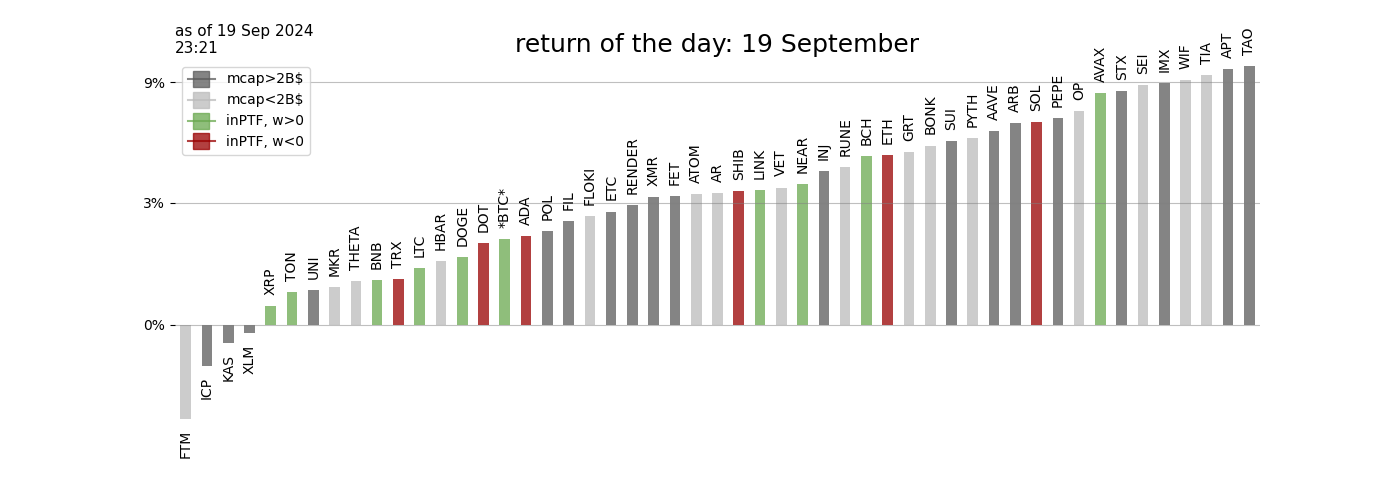 as of 19 Sep 2024
23:21
return of the day: 19 September
mcap>2B$
mcap<2B$
inPTF, w>0
inPTF, w<0
9%
3%
0%
FTM
ICP
KAS
XLM
XRP
TON
UNI
MKR
THETA
BNB
TRX
LTC
HBAR
DOGE
DOT
*BTC*
ADA
POL
FIL
FLOKI
ETC
RENDER
XMR
FET
ATOM
AR
SHIB
LINK
VET
NEAR
INJ
RUNE
BCH
ETH
GRT
BONK
SUI
PYTH
AAVE
ARB
SOL
PEPE
OP
AVAX
STX
SEI
IMX
WIF
TIA
APT
TAO